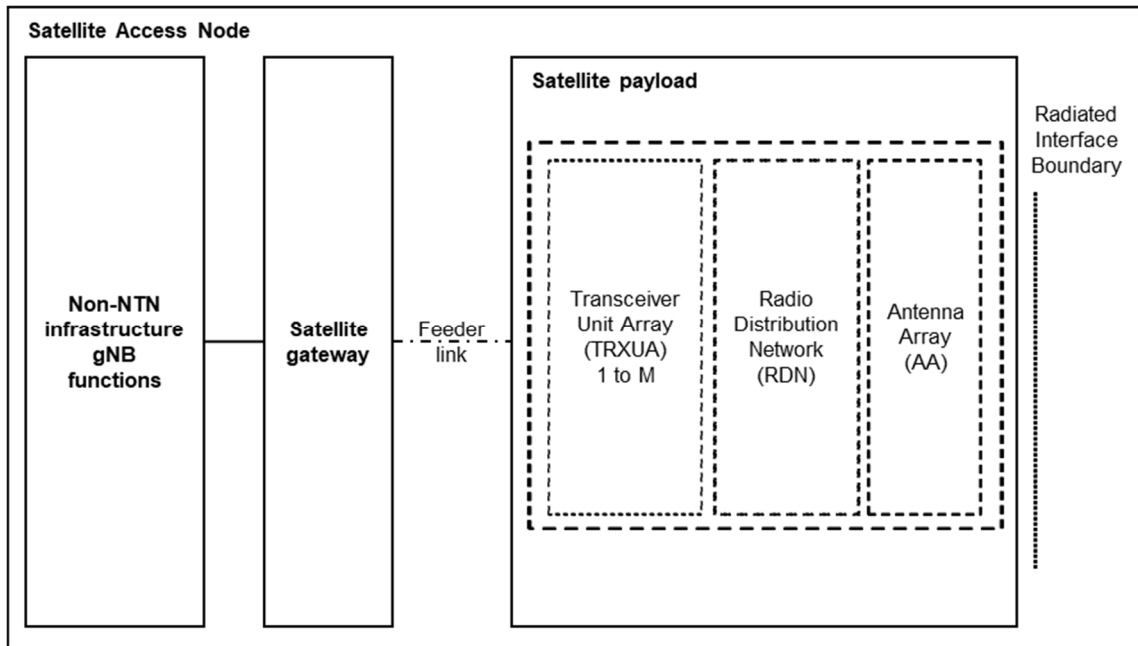 Satellite Access Node
Non-NTN
infrastructure
gNB
functions
Satellite
gateway
Feeder
link
Satellite payload
Transceiver
Unit Array
(TRXUA)
1 to M
Radio
Distribution
Network
(RDN)
Antenna
Array
(AA)
Radiated
Interface
Boundary